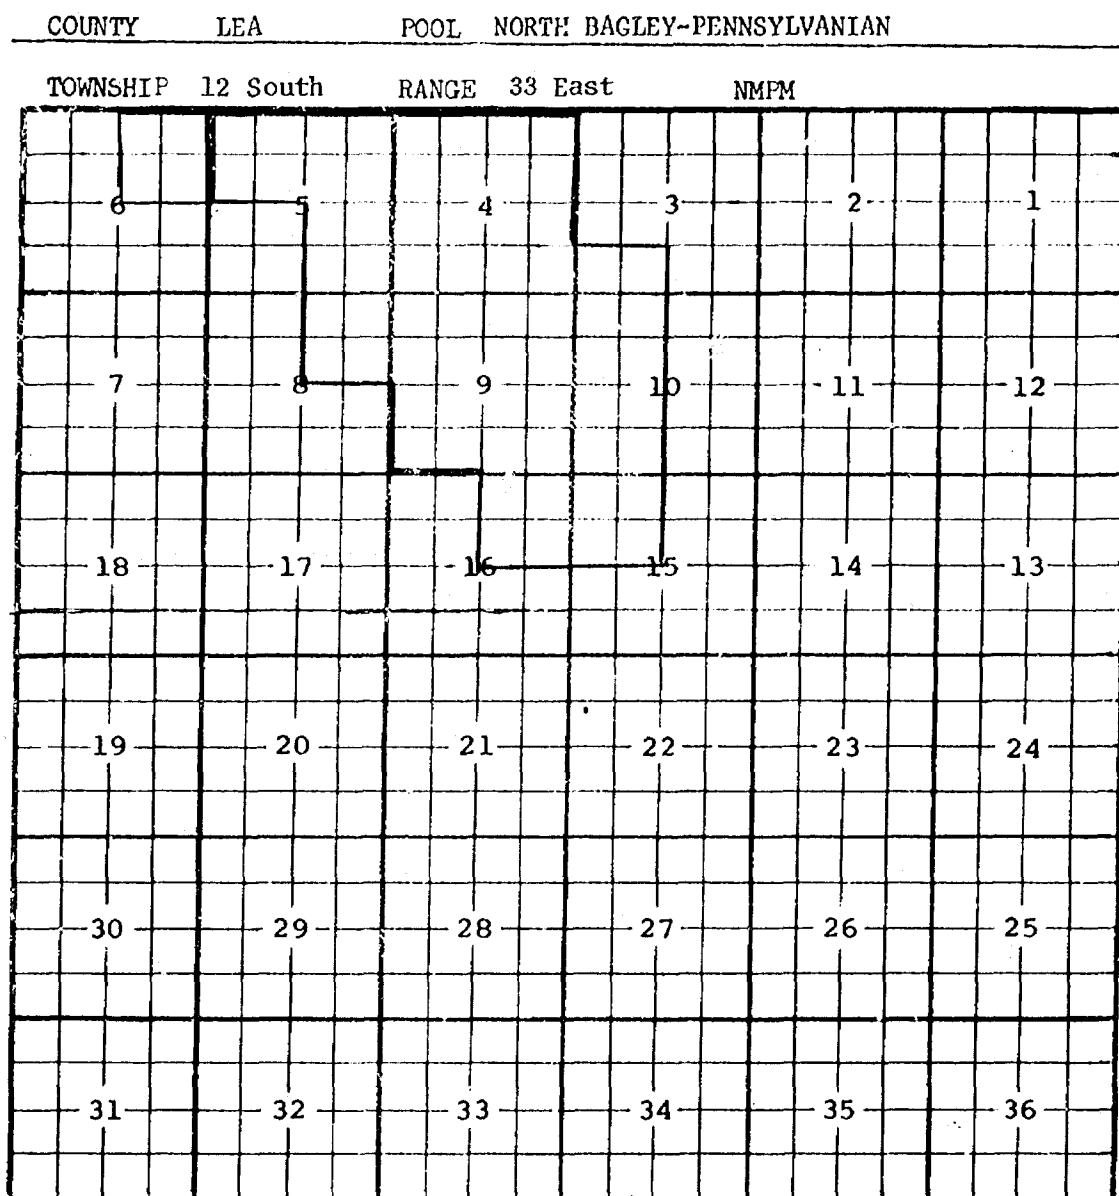 COUNTY LEA POOL NORTH BAGLEY-PENNSYLVANIAN
TOWNSHIP 12 South RANGE 33 East NMPM
6 5 4 3 2 1
7 8 9 10 11 12
18 17 16 15 14 13
19 20 21 22 23 24
30 29 28 27 26 25
31 32 33 34 35 36